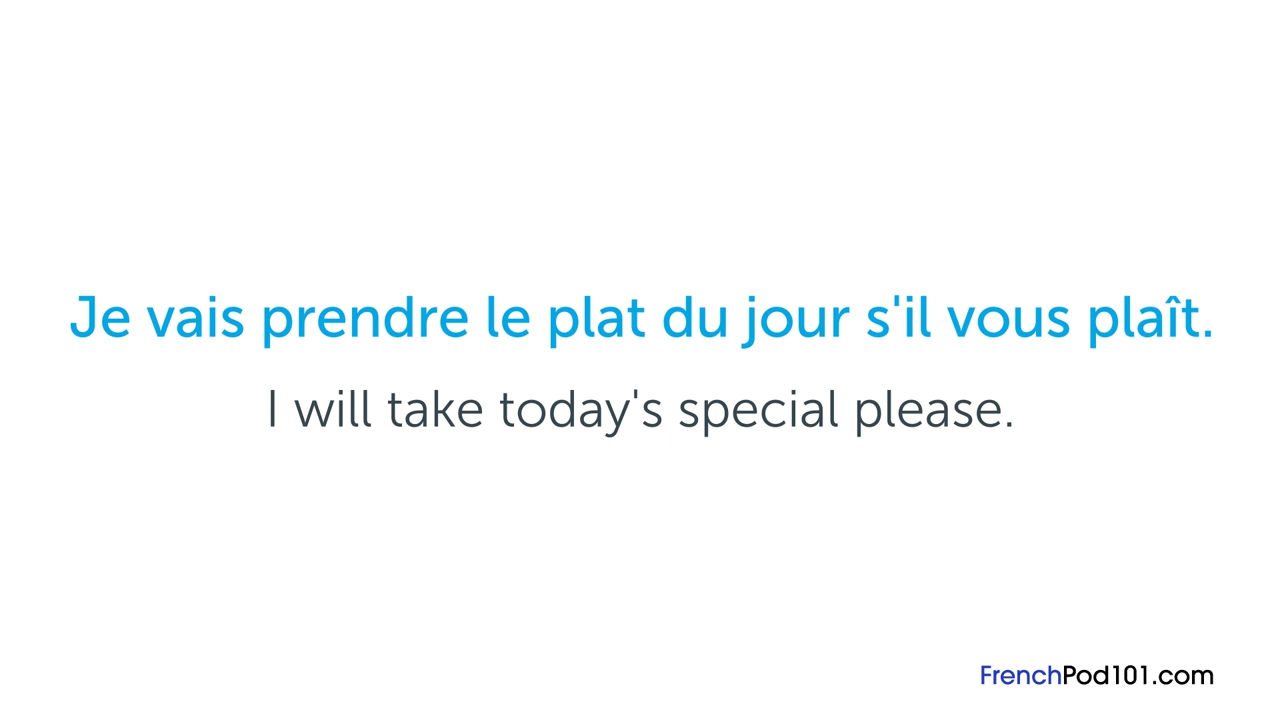 Je vais prendre le plat du jour s'il vous plaît.
I will take today's special please.
FrenchPod101.com